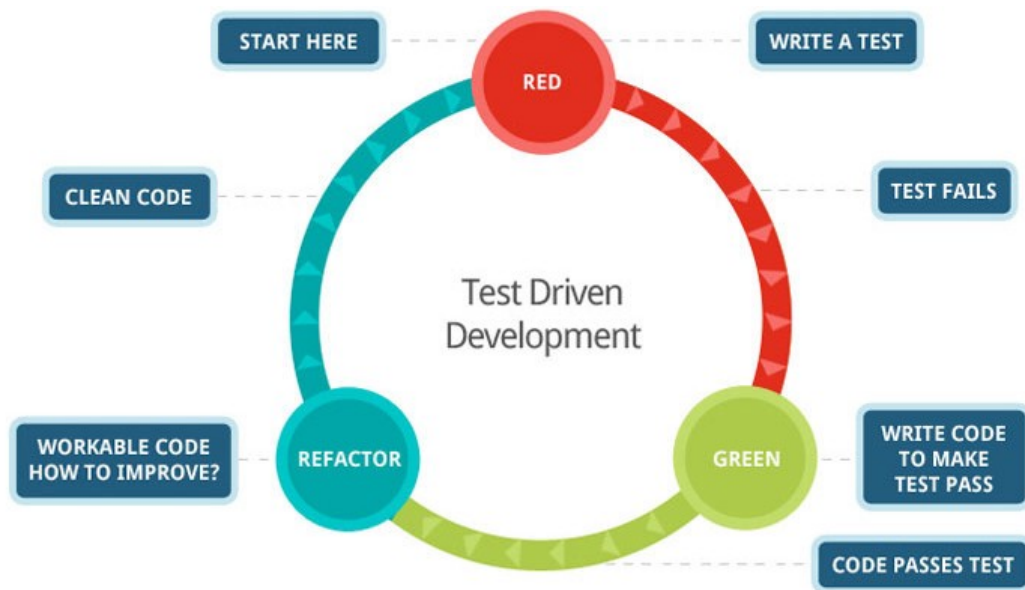 START HERE
RED
WRITE A TEST
CLEAN CODE
TEST FAILS
Test Driven
Development
WORKABLE CODE
HOW TO IMPROVE?
REFACTOR
GREEN
WRITE CODE
TO MAKE
TEST PASS
CODE PASSES TEST